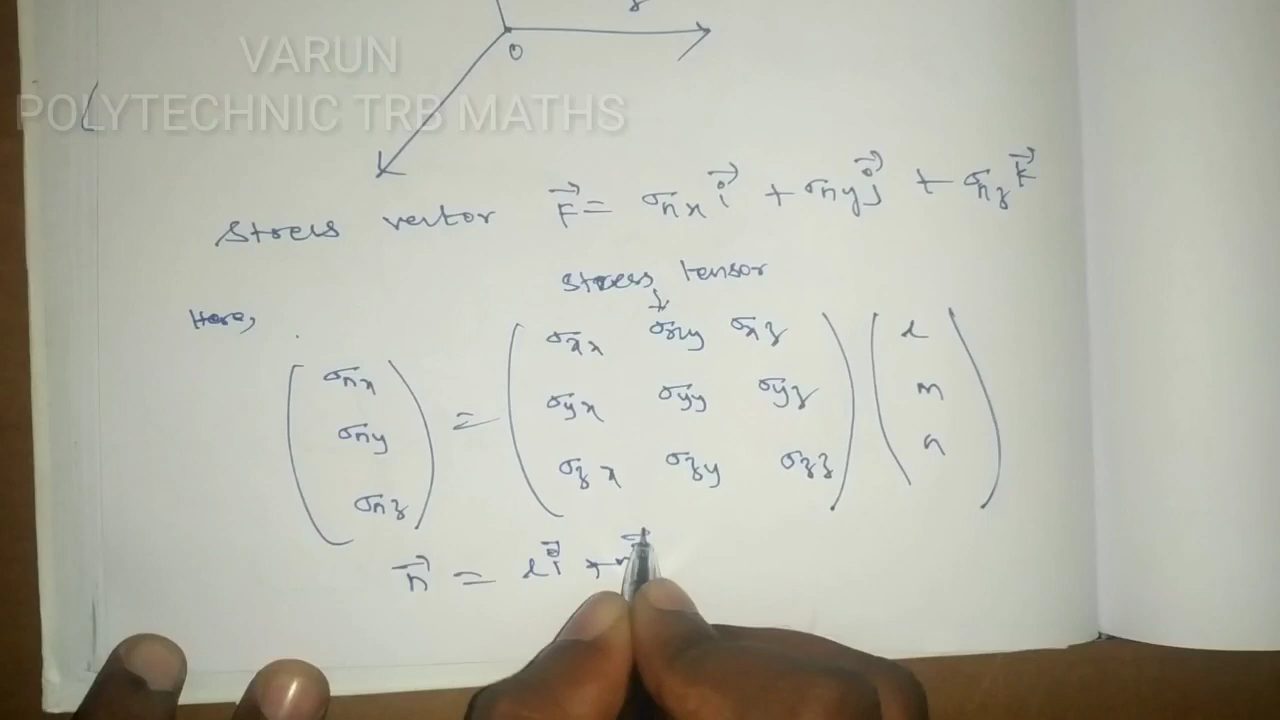 VARUN
POLYTECHNIC TRB MATHS
O
Stress vector F⃗ = σnx i⃗ + σny j⃗ + σnz k⃗
stress tensor
Here,
(σnx σny σnz) = (σxx σxy σxz
σyx σyy σyz
σzx σzy σzz) (l m n)
n⃗ = l i⃗ + m